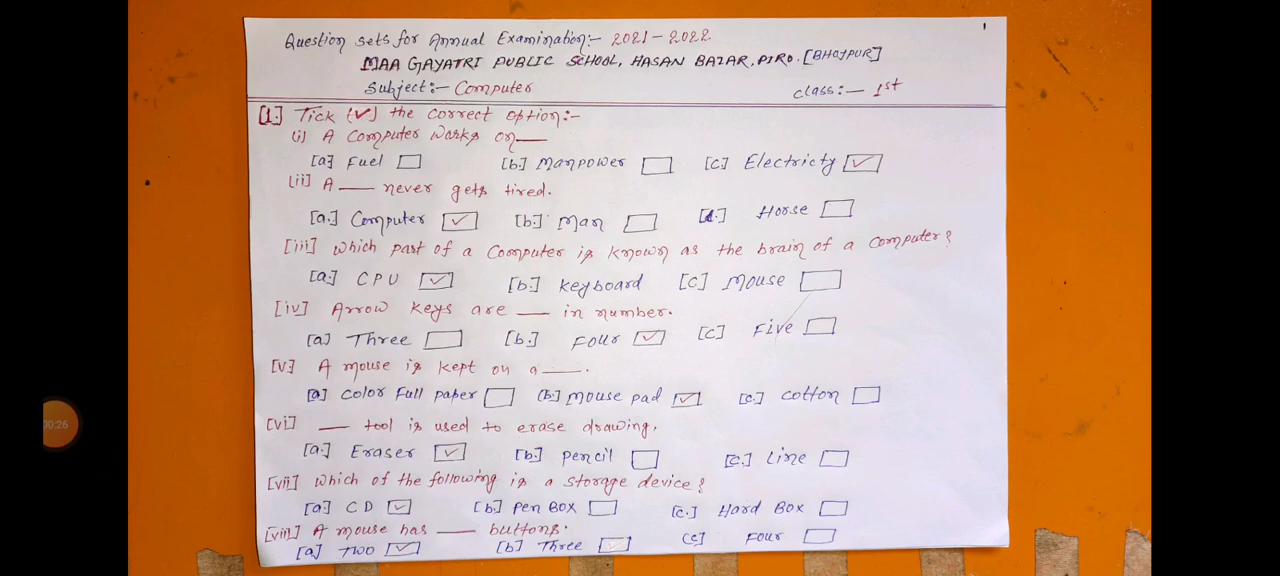 1
Question sets for Annual Examination:- 2021-2022
MAA GAYATRI PUBLIC SCHOOL, HASAN BAZAR, PIRO. [BHOJPUR]
Subject:- Computer Class:- 1st
[1.] Tick [✓] the correct option:-
(i) A Computer works on___
[a] Fuel [b.] Manpower [c.] Electricty ✓
[ii] A ___ never gets tired.
[a.] Computer ✓ [b.] Man [c.] Horse
[iii] Which part of a Computer is known as the brain of a computer?
[a.] CPU ✓ [b.] Keyboard [c] Mouse
[iv] Arrow keys are ___ in number.
[a] Three [b.] Four ✓ [c] Five
[v] A mouse is kept on a ___.
[a] Color Full paper [b.] Mouse pad ✓ [c.] cotton
[vi] ___ tool is used to erase drawing.
[a.] Eraser ✓ [b.] pencil [c.] Line
[vii] Which of the following is a storage device?
[a] CD ✓ [b.] Pen Box [c.] Hard Box
[viii] A mouse has ___ buttons.
[a] Two ✓ [b] Three ✓ [c] Four
00:26